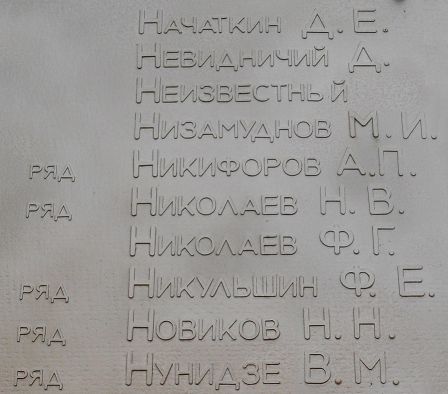 Начаткин Д. Е.
Невидничий Д.
Неизвестный
Низамуднов М. И.
ряд Никифоров А. П.
ряд Николаев Н. В.
Николаев Ф. Г.
ряд Никульшин Ф. Е.
ряд Новиков Н. Н.
ряд Нунидзе В. М.